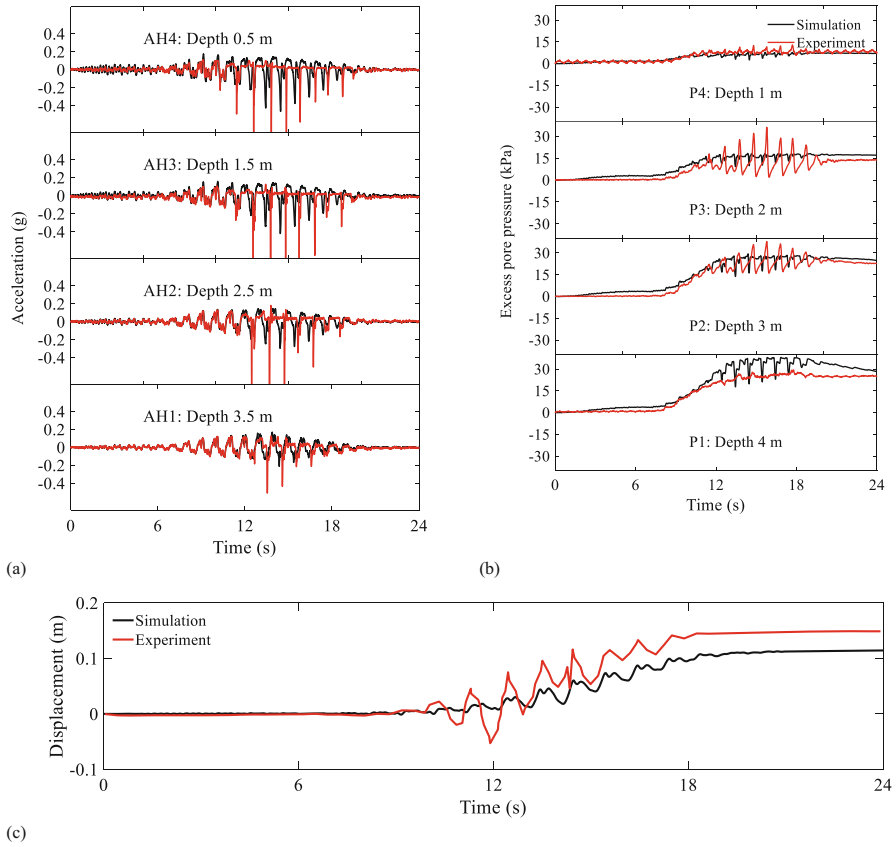 0.4
0.2
0
-0.2
-0.4
AH4: Depth 0.5 m
0.4
0.2
0
-0.2
-0.4
AH3: Depth 1.5 m
0.4
0.2
0
-0.2
-0.4
AH2: Depth 2.5 m
0.4
0.2
0
-0.2
-0.4
AH1: Depth 3.5 m
Acceleration (g)
0 6 12 18 24
Time (s)
(a)
30
15
0
-15
-30
Simulation
Experiment
P4: Depth 1 m
30
15
0
-15
-30
P3: Depth 2 m
30
15
0
-15
-30
P2: Depth 3 m
30
15
0
-15
-30
P1: Depth 4 m
Excess pore pressure (kPa)
0 6 12 18 24
Time (s)
(b)
0.2
0.1
0
-0.1
Simulation
Experiment
Displacement (m)
0 6 12 18 24
Time (s)
(c)